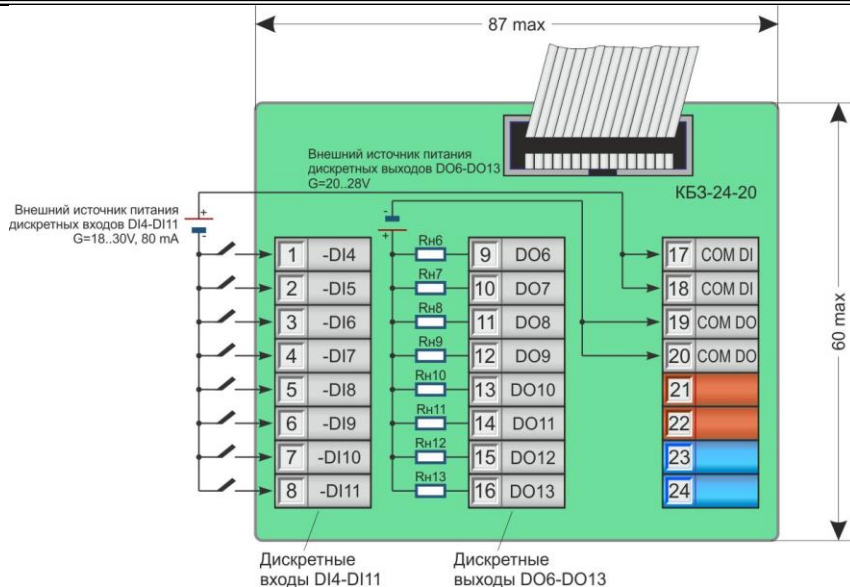 87 max
Внешний источник питания
дискретных выходов DO6-DO13
G=20..28V
КБЗ-24-20
Внешний источник питания
дискретных входов DI4-DI11
G=18..30V, 80 mA
+
-
-
+
1 -DI4
2 -DI5
3 -DI6
4 -DI7
5 -DI8
6 -DI9
7 -DI10
8 -DI11
Rн6
Rн7
Rн8
Rн9
Rн10
Rн11
Rн12
Rн13
9 DO6
10 DO7
11 DO8
12 DO9
13 DO10
14 DO11
15 DO12
16 DO13
17 COM DI
18 COM DI
19 COM DO
20 COM DO
21
22
23
24
60 max
Дискретные
входы DI4-DI11
Дискретные
выходы DO6-DO13